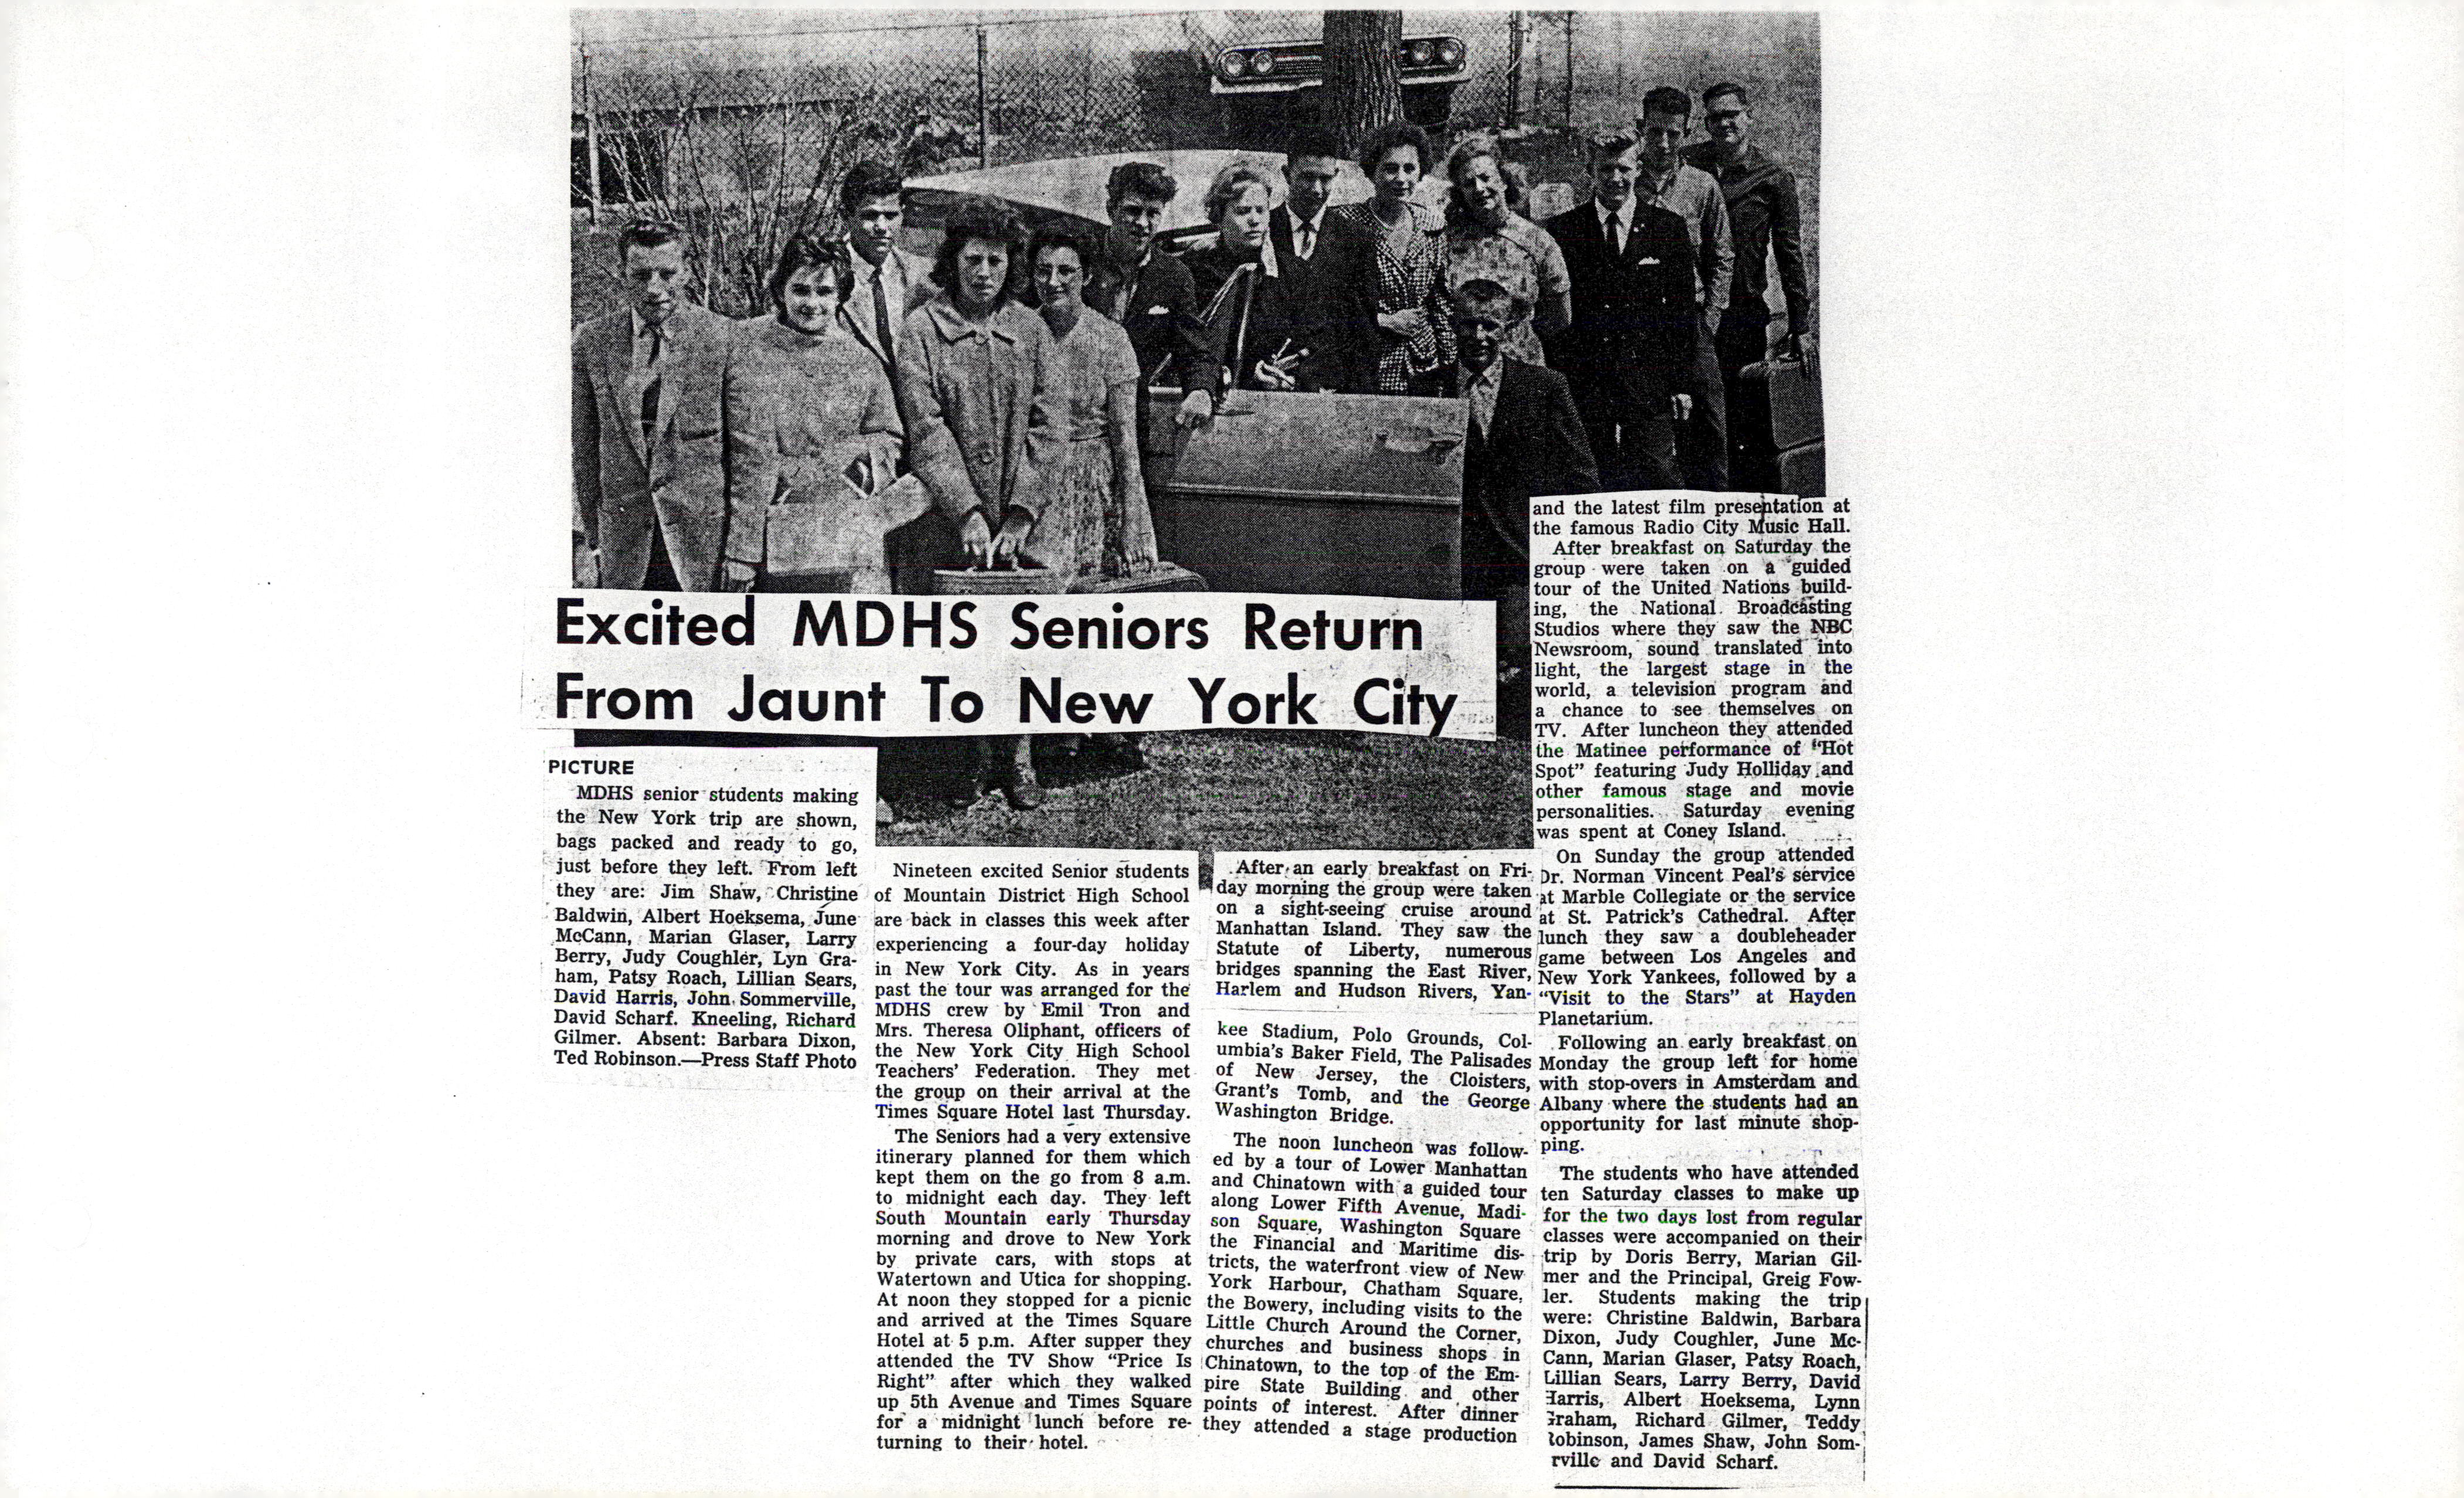 Excited MDHS Seniors Return
From Jaunt To New York City
PICTURE
MDHS senior students making
the New York trip are shown,
bags packed and ready to go,
just before they left. From left
they are: Jim Shaw, Christine
Baldwin, Albert Hoeksema, June
McCann, Marian Glaser, Larry
Berry, Judy Coughler, Lyn Gra-
ham, Patsy Roach, Lillian Sears,
David Harris, John Sommerville,
David Scharf. Kneeling, Richard
Gilmer. Absent: Barbara Dixon,
Ted Robinson.—Press Staff Photo
Nineteen excited Senior students
of Mountain District High School
are back in classes this week after
experiencing a four-day holiday
in New York City. As in years
past the tour was arranged for the
MDHS crew by Emil Tron and
Mrs. Theresa Oliphant, officers of
the New York City High School
Teachers' Federation. They met
the group on their arrival at the
Times Square Hotel last Thursday.
The Seniors had a very extensive
itinerary planned for them which
kept them on the go from 8 a.m.
to midnight each day. They left
South Mountain early Thursday
morning and drove to New York
by private cars, with stops at
Watertown and Utica for shopping.
At noon they stopped for a picnic
and arrived at the Times Square
Hotel at 5 p.m. After supper they
attended the TV Show "Price Is
Right" after which they walked
up 5th Avenue and Times Square
for a midnight lunch before re-
turning to their hotel.
After an early breakfast on Fri-
day morning the group were taken
on a sight-seeing cruise around
Manhattan Island. They saw the
Statute of Liberty, numerous
bridges spanning the East River,
Harlem and Hudson Rivers, Yan-
kee Stadium, Polo Grounds, Col-
umbia's Baker Field, The Palisades
of New Jersey, the Cloisters,
Grant's Tomb, and the George
Washington Bridge.
The noon luncheon was follow-
ed by a tour of Lower Manhattan
and Chinatown with a guided tour
along Lower Fifth Avenue, Madi-
son Square, Washington Square
the Financial and Maritime dis-
tricts, the waterfront view of New
York Harbour, Chatham Square,
the Bowery, including visits to the
Little Church Around the Corner,
churches and business shops in
Chinatown, to the top of the Em-
pire State Building and other
points of interest. After dinner
they attended a stage production
and the latest film presentation at
the famous Radio City Music Hall.
After breakfast on Saturday the
group were taken on a guided
tour of the United Nations build-
ing, the National Broadcasting
Studios where they saw the NBC
Newsroom, sound translated into
light, the largest stage in the
world, a television program and
a chance to see themselves on
TV. After luncheon they attended
the Matinee performance of "Hot
Spot" featuring Judy Holliday and
other famous stage and movie
personalities. Saturday evening
was spent at Coney Island.
On Sunday the group attended
Dr. Norman Vincent Peal's service
at Marble Collegiate or the service
at St. Patrick's Cathedral. After
lunch they saw a doubleheader
game between Los Angeles and
New York Yankees, followed by a
"Visit to the Stars" at Hayden
Planetarium.
Following an early breakfast on
Monday the group left for home
with stop-overs in Amsterdam and
Albany where the students had an
opportunity for last minute shop-
ping.
The students who have attended
ten Saturday classes to make up
for the two days lost from regular
classes were accompanied on their
trip by Doris Berry, Marian Gil-
mer and the Principal, Greig Fow-
ler. Students making the trip
were: Christine Baldwin, Barbara
Dixon, Judy Coughler, June Mc-
Cann, Marian Glaser, Patsy Roach,
Lillian Sears, Larry Berry, David
Harris, Albert Hoeksema, Lynn
Graham, Richard Gilmer, Teddy
Robinson, James Shaw, John Som-
rville and David Scharf.